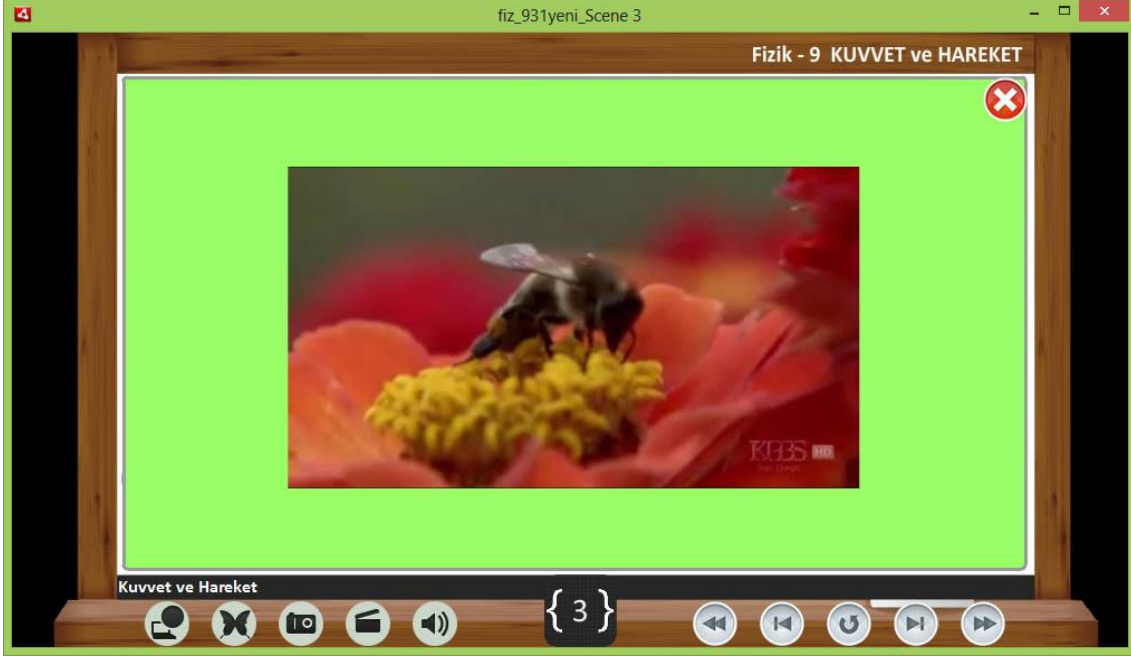 fiz_931yeni_Scene 3
Fizik - 9 KUVVET ve HAREKET
KPBS HD
San Diego
Kuvvet ve Hareket
{ 3 }